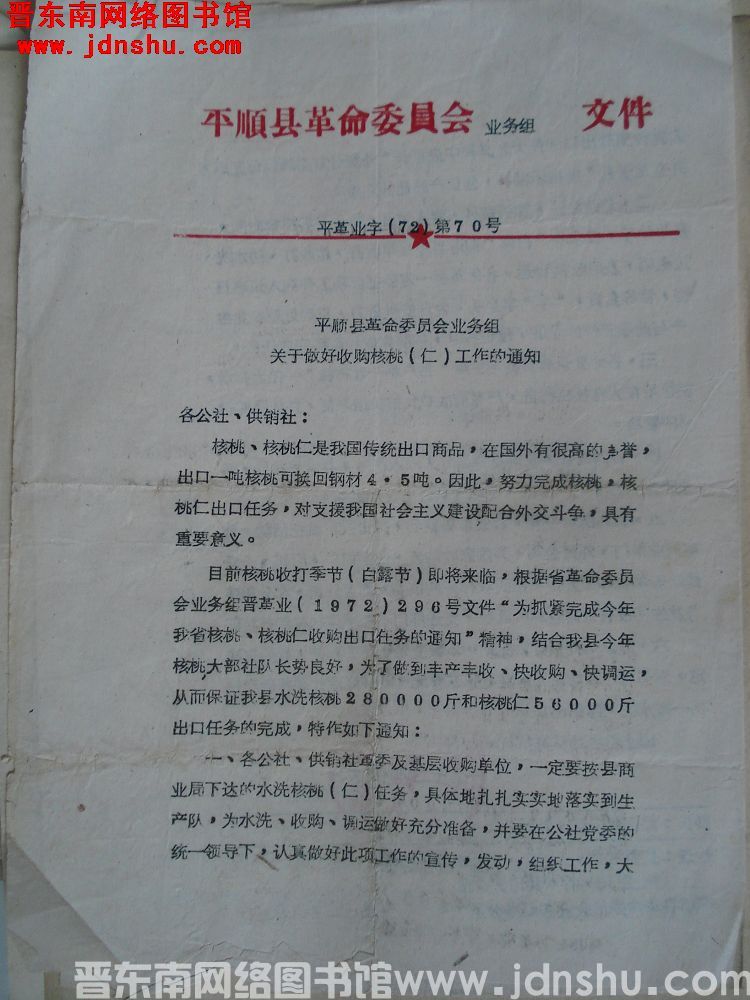 晋东南网络图书馆
www.jdnshu.com
平顺县革命委員会 业务组 文件
平革业字(72)第70号
平顺县革命委员会业务组
关于做好收购核桃(仁)工作的通知
各公社、供销社：
核桃、核桃仁是我国传统出口商品，在国外有很高的声誉，
出口一吨核桃可换回钢材4·5吨。因此，努力完成核桃，核
桃仁出口任务，对支援我国社会主义建设配合外交斗争，具有
重要意义。
目前核桃收打季节(白露节)即将来临，根据省革命委员
会业务组晋革业(1972)296号文件“为抓紧完成今年
我省核桃、核桃仁收购出口任务的通知”精神，结合我县今年
核桃大部社队长势良好，为了做到丰产丰收、快收购、快调运，
从而保证我县水洗核桃280000斤和核桃仁56000斤
出口任务的完成，特作如下通知：
一、各公社、供销社革委及基层收购单位，一定要按县商
业局下达的水洗核桃(仁)任务，具体地扎扎实实地落实到生
产队，为水洗、收购、调运做好充分准备，并要在公社党委的
统一领导下，认真做好此项工作的宣传，发动，组织工作，大
晋东南网络图书馆www.jdnshu.com